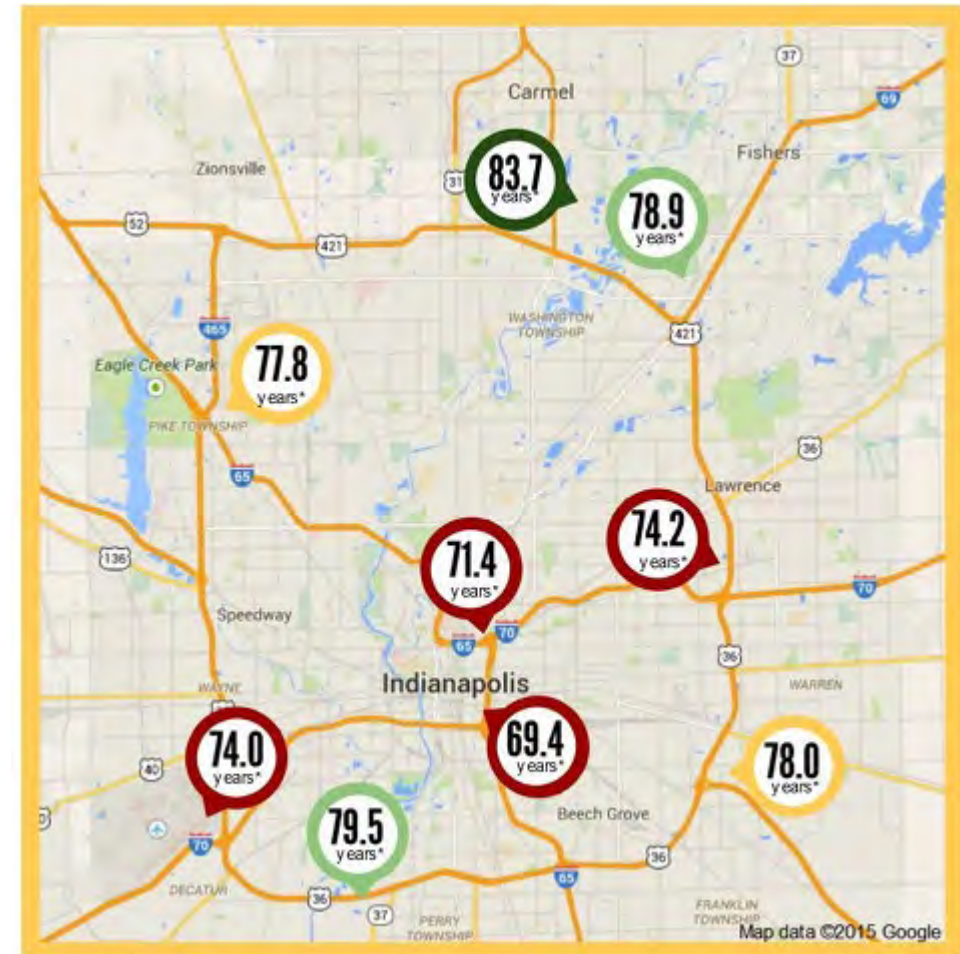 37
Carmel
69
Fishers
Zionsville
31
83.7
years*
78.9
years*
52
421
WASHINGTON
TOWNSHIP
465
421
Eagle Creek Park
77.8
years*
PIKE TOWNSHIP
36
65
Lawrence
74.2
years*
71.4
years*
136
70
Speedway
65
70
36
Indianapolis
WAYNE
WARREN
74.0
years*
69.4
years*
78.0
years*
40
Beech Grove
79.5
years*
70
36
65
DECATUR
36
37
PERRY
TOWNSHIP
FRANKLIN
TOWNSHIP
Map data ©2015 Google